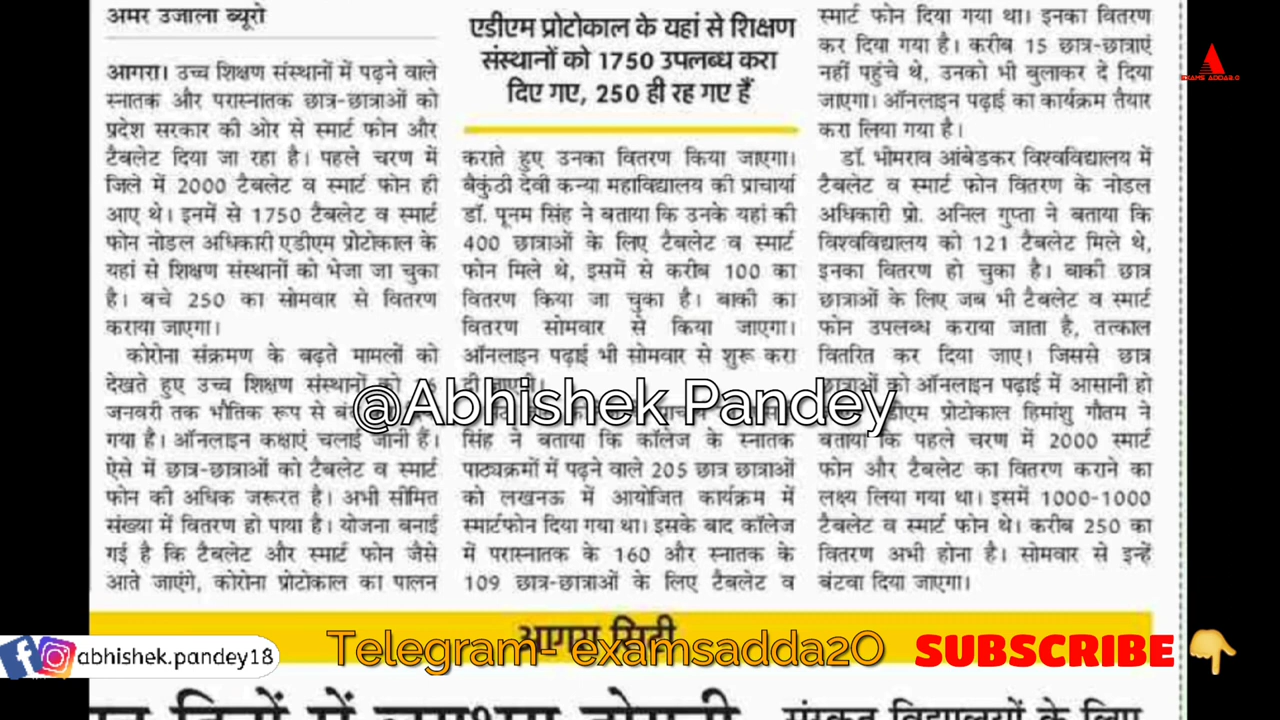 अमर उजाला ब्यूरो
आगरा। उच्च शिक्षण संस्थानों में पढ़ने वाले
स्नातक और परास्नातक छात्र-छात्राओं को
प्रदेश सरकार की ओर से स्मार्ट फोन और
टैबलेट दिया जा रहा है। पहले चरण में
जिले में 2000 टैबलेट व स्मार्ट फोन ही
आए थे। इनमें से 1750 टैबलेट व स्मार्ट
फोन नोडल अधिकारी एडीएम प्रोटोकाल के
यहां से शिक्षण संस्थानों को भेजा जा चुका
है। बचे 250 का सोमवार से वितरण
कराया जाएगा।
कोरोना संक्रमण के बढ़ते मामलों को
देखते हुए उच्च शिक्षण संस्थानों को
जनवरी तक भौतिक रूप से
गया है। ऑनलाइन कक्षाएं चलाई जानी हैं।
ऐसे में छात्र-छात्राओं को टैबलेट व स्मार्ट
फोन की अधिक जरूरत है। अभी सीमित
संख्या में वितरण हो पाया है। योजना बनाई
गई है कि टैबलेट और स्मार्ट फोन जैसे
आते जाएंगे, कोरोना प्रोटोकाल का पालन
एडीएम प्रोटोकाल के यहां से शिक्षण
संस्थानों को 1750 उपलब्ध करा
दिए गए, 250 ही रह गए हैं
कराते हुए उनका वितरण किया जाएगा।
बैकुंठी देवी कन्या महाविद्यालय की प्राचार्या
डॉ. पूनम सिंह ने बताया कि उनके यहां की
400 छात्राओं के लिए टैबलेट व स्मार्ट
फोन मिले थे, इसमें से करीब 100 का
वितरण किया जा चुका है। बाकी का
वितरण सोमवार से किया जाएगा।
ऑनलाइन पढ़ाई भी सोमवार से शुरू करा
सिंह ने बताया कि कॉलेज के स्नातक
पाठ्यक्रमों में पढ़ने वाले 205 छात्र छात्राओं
को लखनऊ में आयोजित कार्यक्रम में
स्मार्टफोन दिया गया था। इसके बाद कॉलेज
में परास्नातक के 160 और स्नातक के
109 छात्र-छात्राओं के लिए टैबलेट व
स्मार्ट फोन दिया गया था। इनका वितरण
कर दिया गया है। करीब 15 छात्र-छात्राएं
नहीं पहुंचे थे, उनको भी बुलाकर दे दिया
जाएगा। ऑनलाइन पढ़ाई का कार्यक्रम तैयार
करा लिया गया है।
डॉ. भीमराव आंबेडकर विश्वविद्यालय में
टैबलेट व स्मार्ट फोन वितरण के नोडल
अधिकारी प्रो. अनिल गुप्ता ने बताया कि
विश्वविद्यालय को 121 टैबलेट मिले थे,
इनका वितरण हो चुका है। बाकी छात्र
छात्राओं के लिए जब भी टैबलेट व स्मार्ट
फोन उपलब्ध कराया जाता है, तत्काल
वितरित कर दिया जाए। जिससे छात्र
छात्राओं को ऑनलाइन पढ़ाई में आसानी हो
प्रोटोकाल हिमांशु गौतम ने
बताया कि पहले चरण में 2000 स्मार्ट
फोन और टैबलेट का वितरण कराने का
लक्ष्य लिया गया था। इसमें 1000-1000
टैबलेट व स्मार्ट फोन थे। करीब 250 का
वितरण अभी होना है। सोमवार से इन्हें
बंटवा दिया जाएगा।
EXAMS ADDA2.0
@Abhishek Pandey
आगरा सिटी
abhishek.pandey18
Telegram- examsadda20
SUBSCRIBE